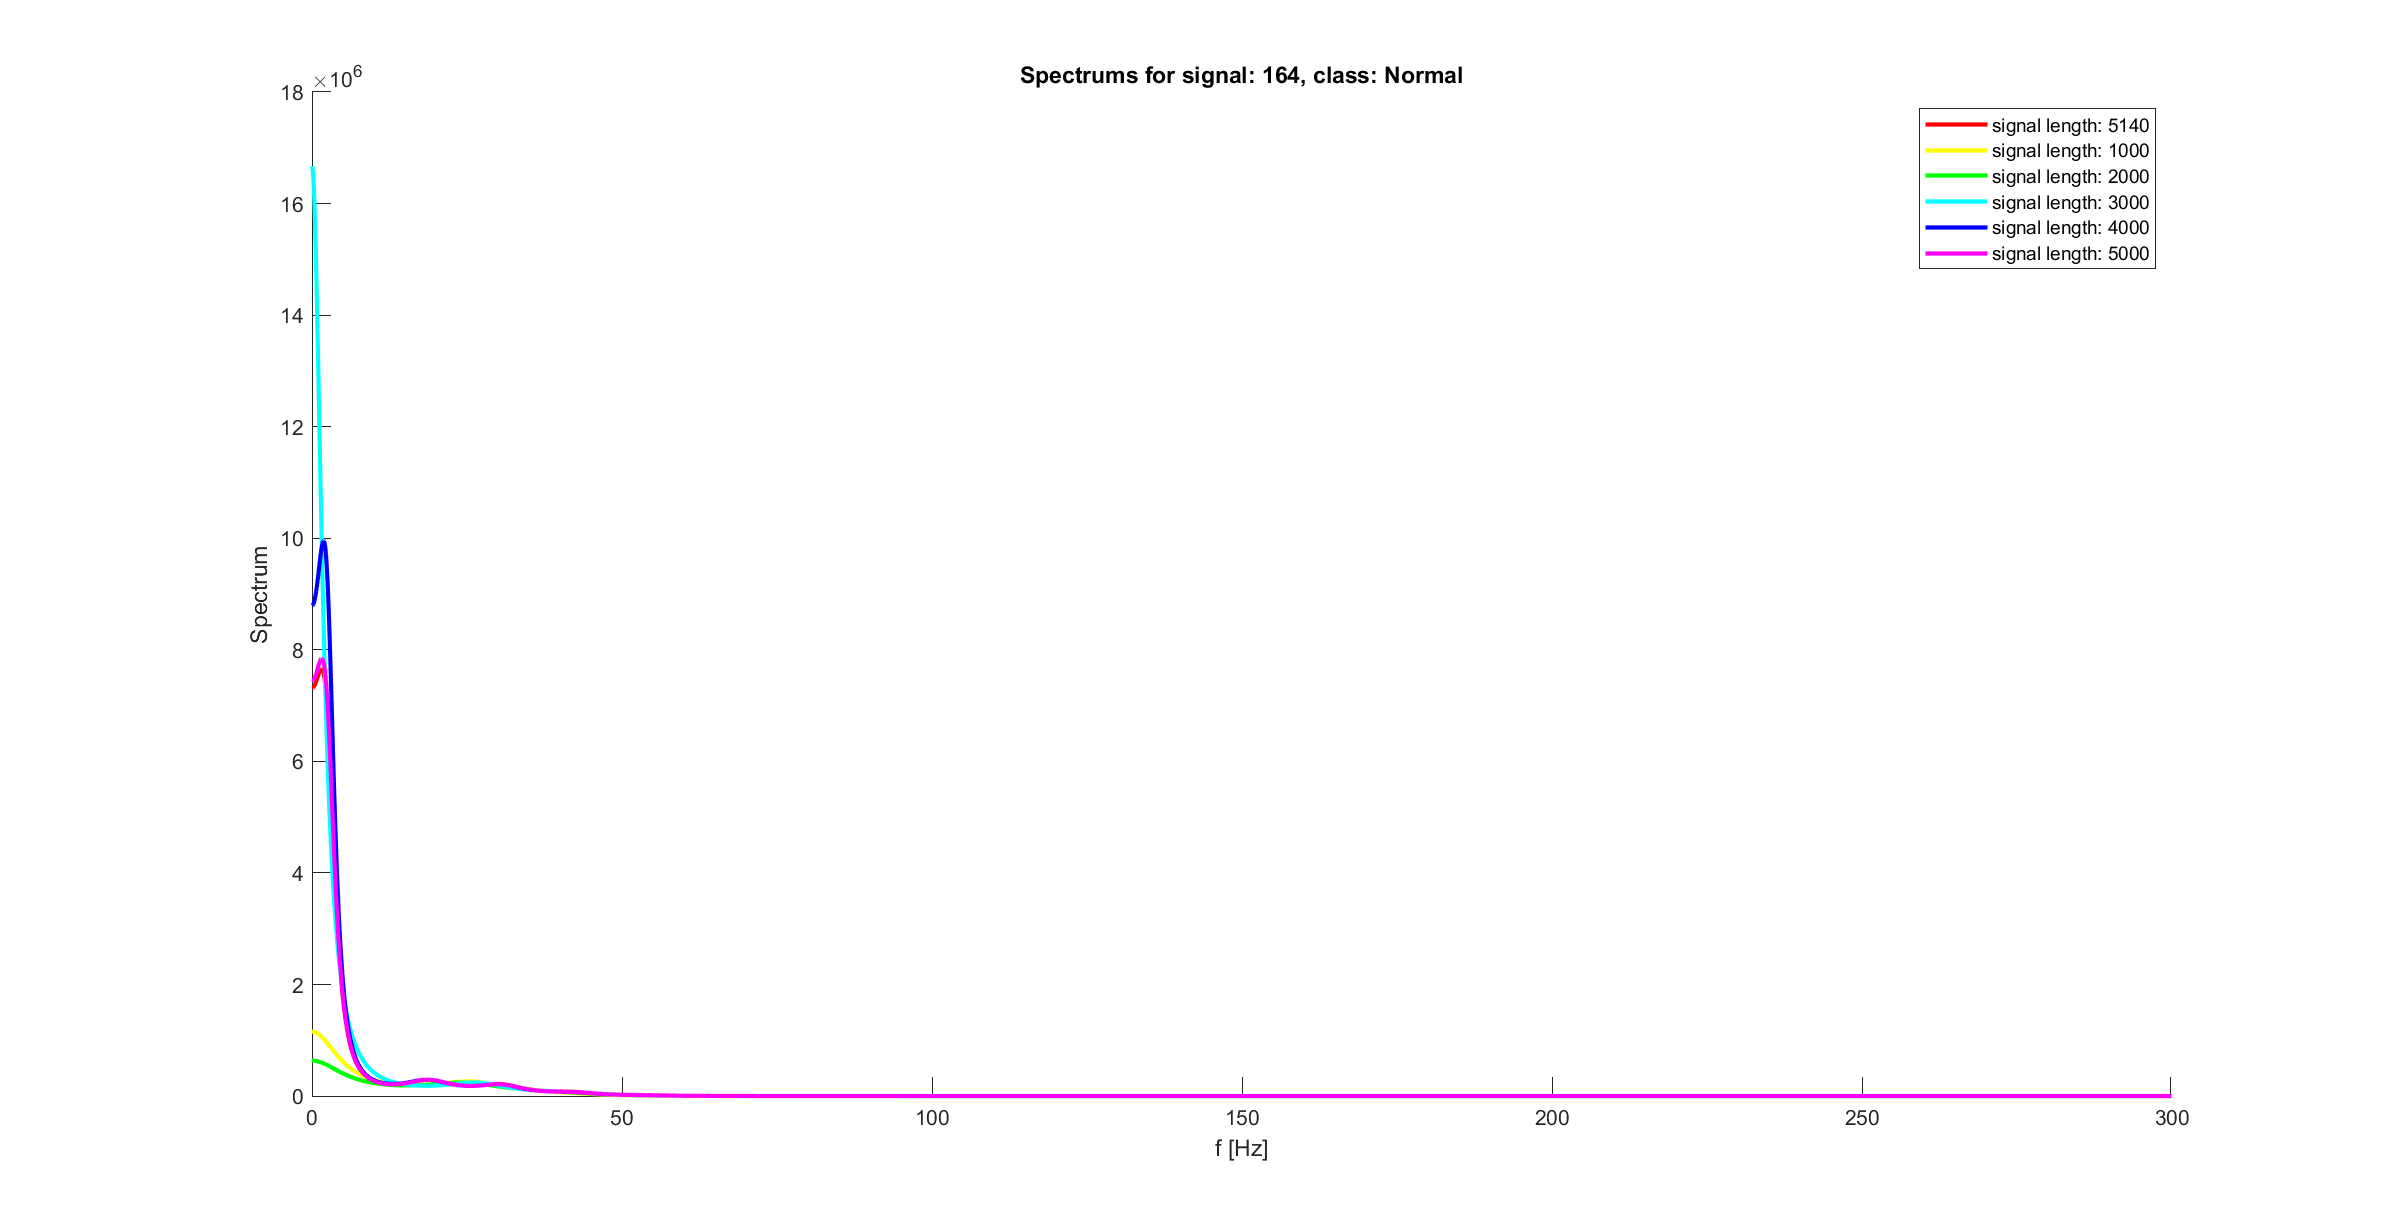 Spectrums for signal: 164, class: Normal
×10^6
18
16
14
12
10
8
6
4
2
0
Spectrum
0 50 100 150 200 250 300
f [Hz]
signal length: 5140
signal length: 1000
signal length: 2000
signal length: 3000
signal length: 4000
signal length: 5000